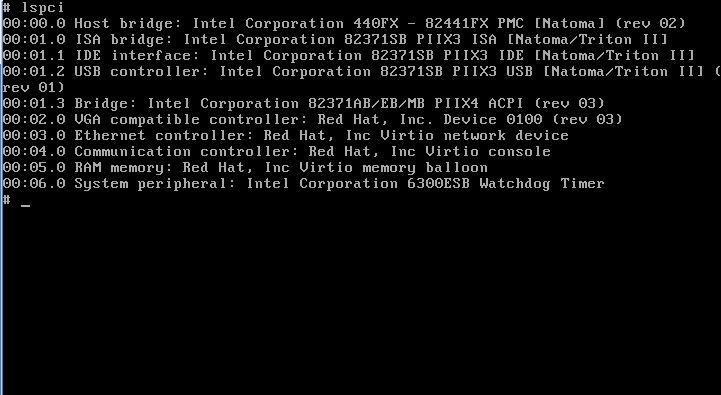 # lspci
00:00.0 Host bridge: Intel Corporation 440FX - 82441FX PMC [Natoma] (rev 02)
00:01.0 ISA bridge: Intel Corporation 82371SB PIIX3 ISA [Natoma/Triton II]
00:01.1 IDE interface: Intel Corporation 82371SB PIIX3 IDE [Natoma/Triton II]
00:01.2 USB controller: Intel Corporation 82371SB PIIX3 USB [Natoma/Triton II] (
rev 01)
00:01.3 Bridge: Intel Corporation 82371AB/EB/MB PIIX4 ACPI (rev 03)
00:02.0 VGA compatible controller: Red Hat, Inc. Device 0100 (rev 03)
00:03.0 Ethernet controller: Red Hat, Inc Virtio network device
00:04.0 Communication controller: Red Hat, Inc Virtio console
00:05.0 RAM memory: Red Hat, Inc Virtio memory balloon
00:06.0 System peripheral: Intel Corporation 6300ESB Watchdog Timer
# _